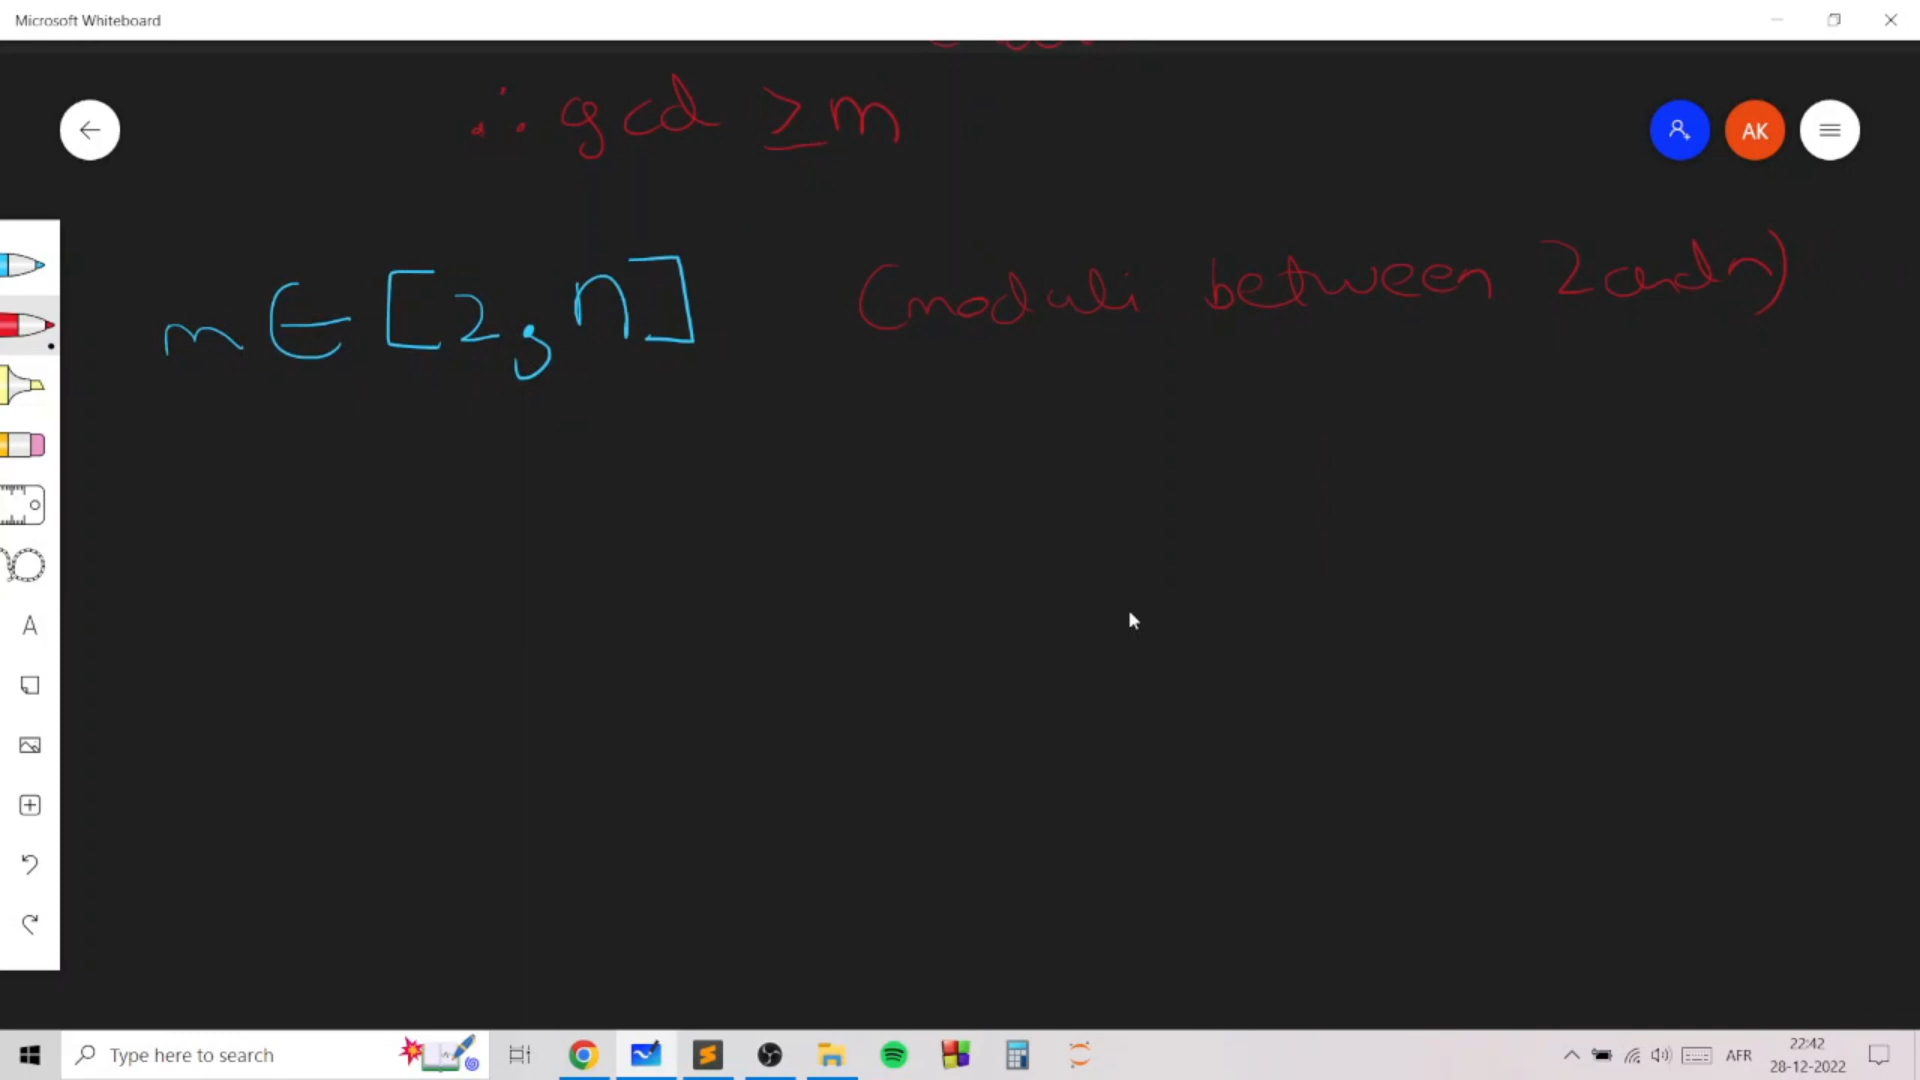 Microsoft Whiteboard
∴ gcd ≥ m
AK
m ∈ [2, n] (moduli between 2 and n)
A
Type here to search
AFR
22:42
28-12-2022